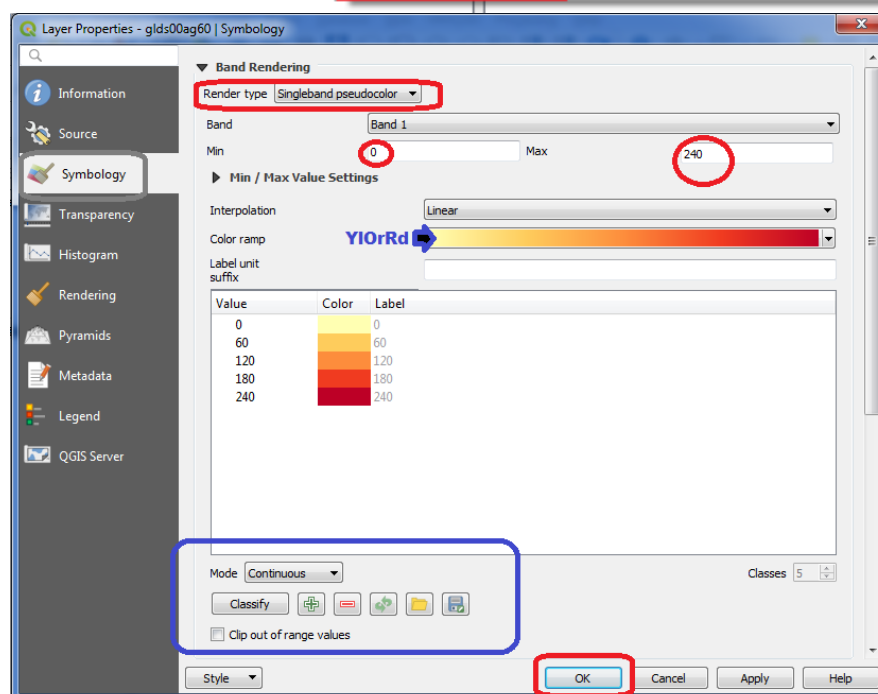 Layer Properties - glds00ag60 | Symbology
Information
Source
Symbology
Transparency
Histogram
Rendering
Pyramids
Metadata
Legend
QGIS Server
Band Rendering
Render type Singleband pseudocolor
Band Band 1
Min 0 Max 240
Min / Max Value Settings
Interpolation Linear
Color ramp YlOrRd
Label unit
suffix
Value Color Label
0 0
60 60
120 120
180 180
240 240
Mode Continuous Classes 5
Classify
Clip out of range values
Style OK Cancel Apply Help